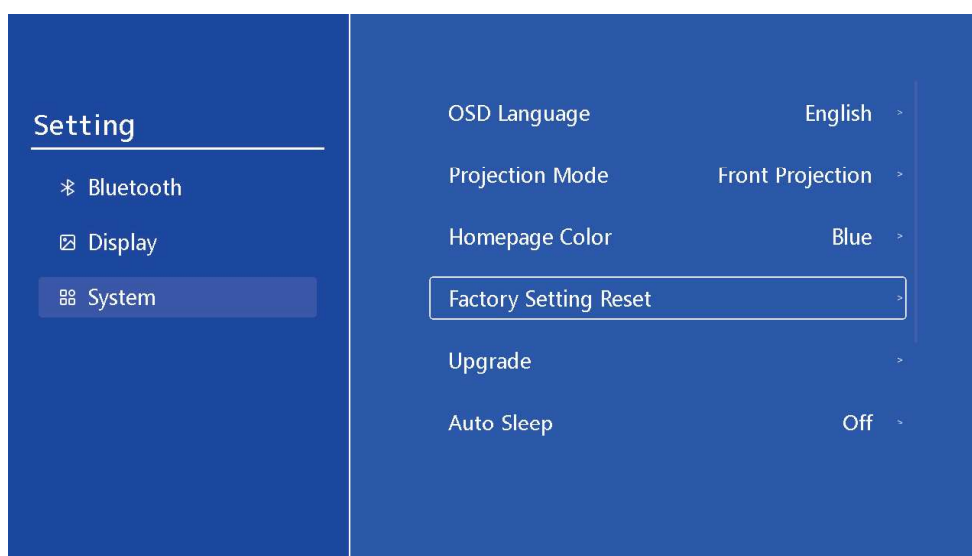 Setting
Bluetooth
Display
System
OSD Language English >
Projection Mode Front Projection >
Homepage Color Blue >
Factory Setting Reset >
Upgrade >
Auto Sleep Off >